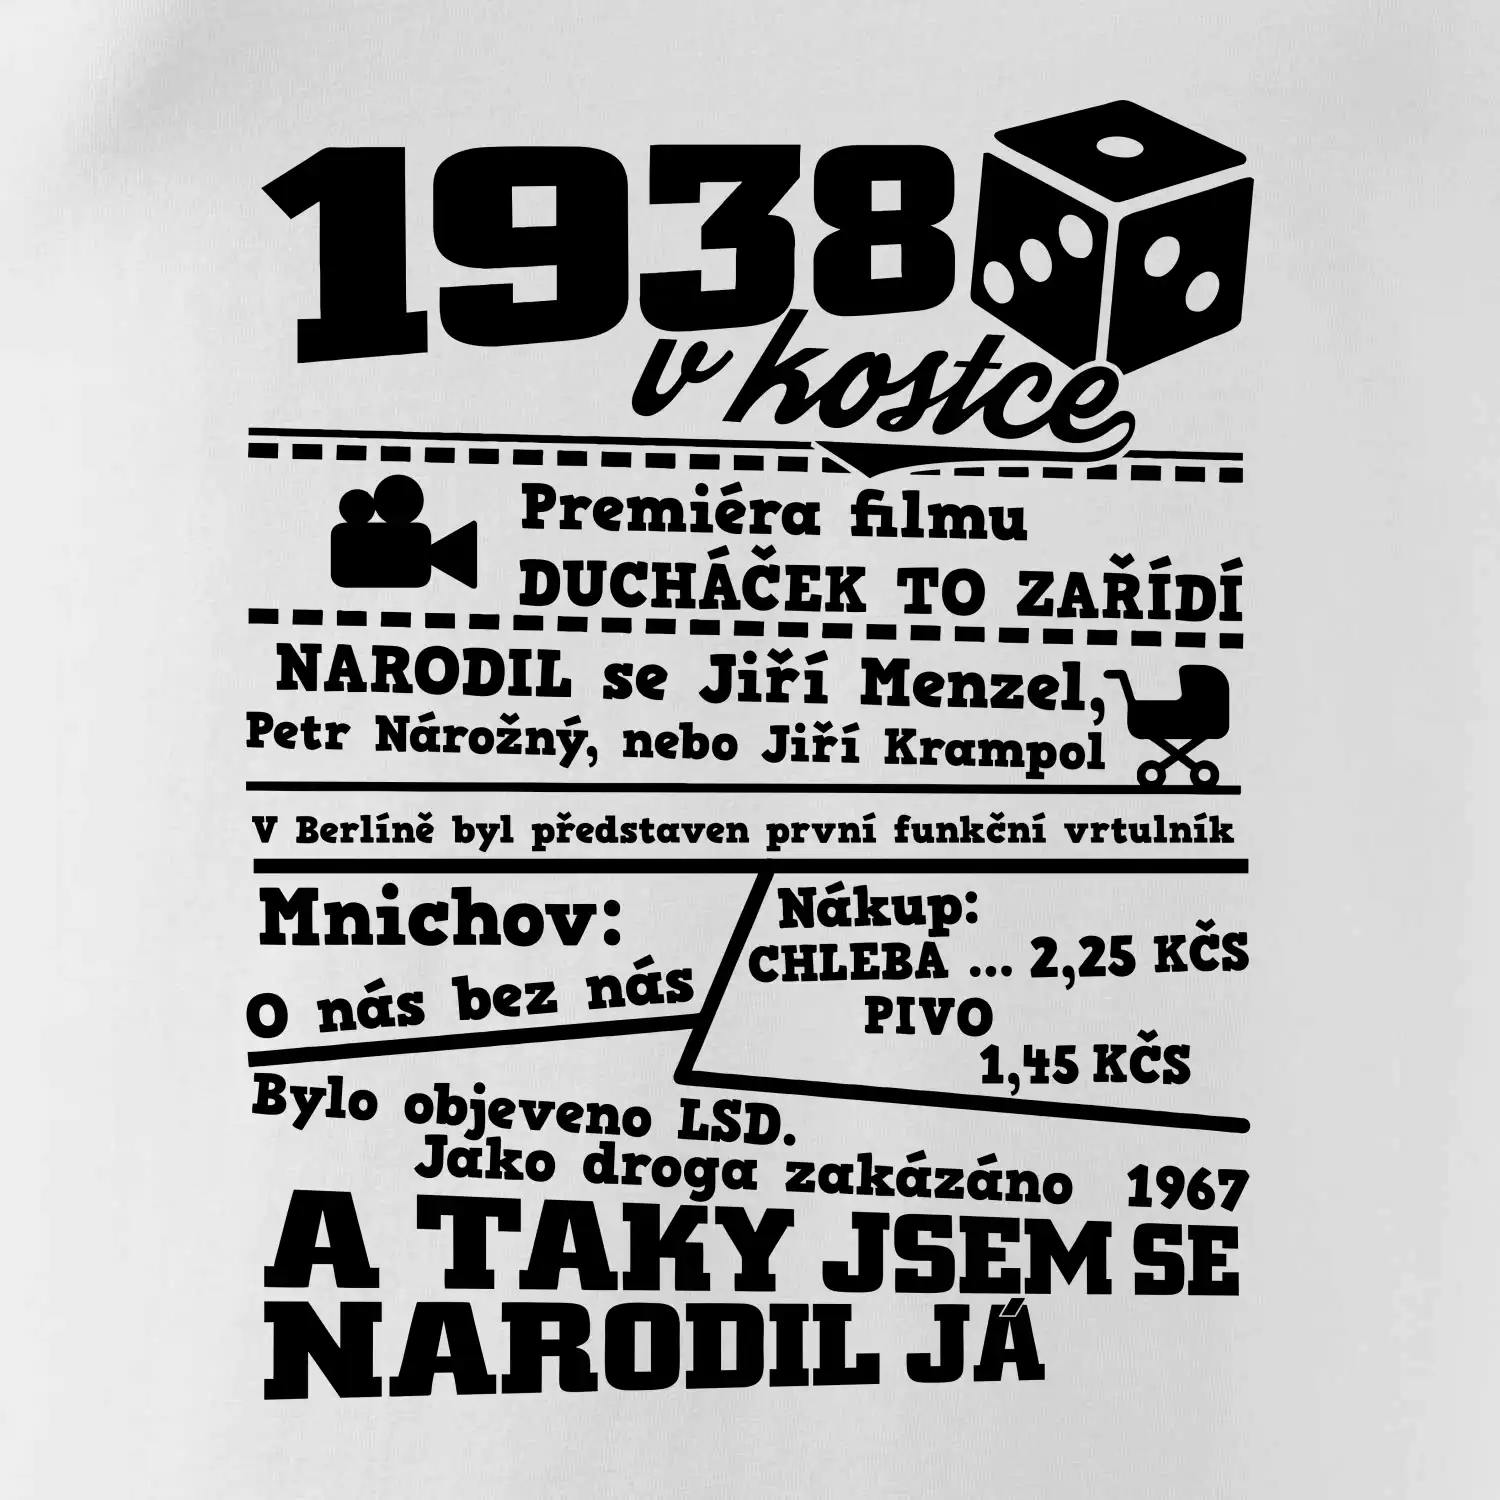 1938
v kostce
Premiéra filmu
DUCHÁČEK TO ZAŘÍDÍ
NARODIL se Jiří Menzel,
Petr Nárožný, nebo Jiří Krampol
V Berlíně byl představen první funkční vrtulník
Mnichov:
O nás bez nás
Nákup:
CHLEBA ... 2,25 KČS
PIVO
1,45 KČS
Bylo objeveno LSD.
Jako droga zakázáno 1967
A TAKY JSEM SE
NARODIL JÁ